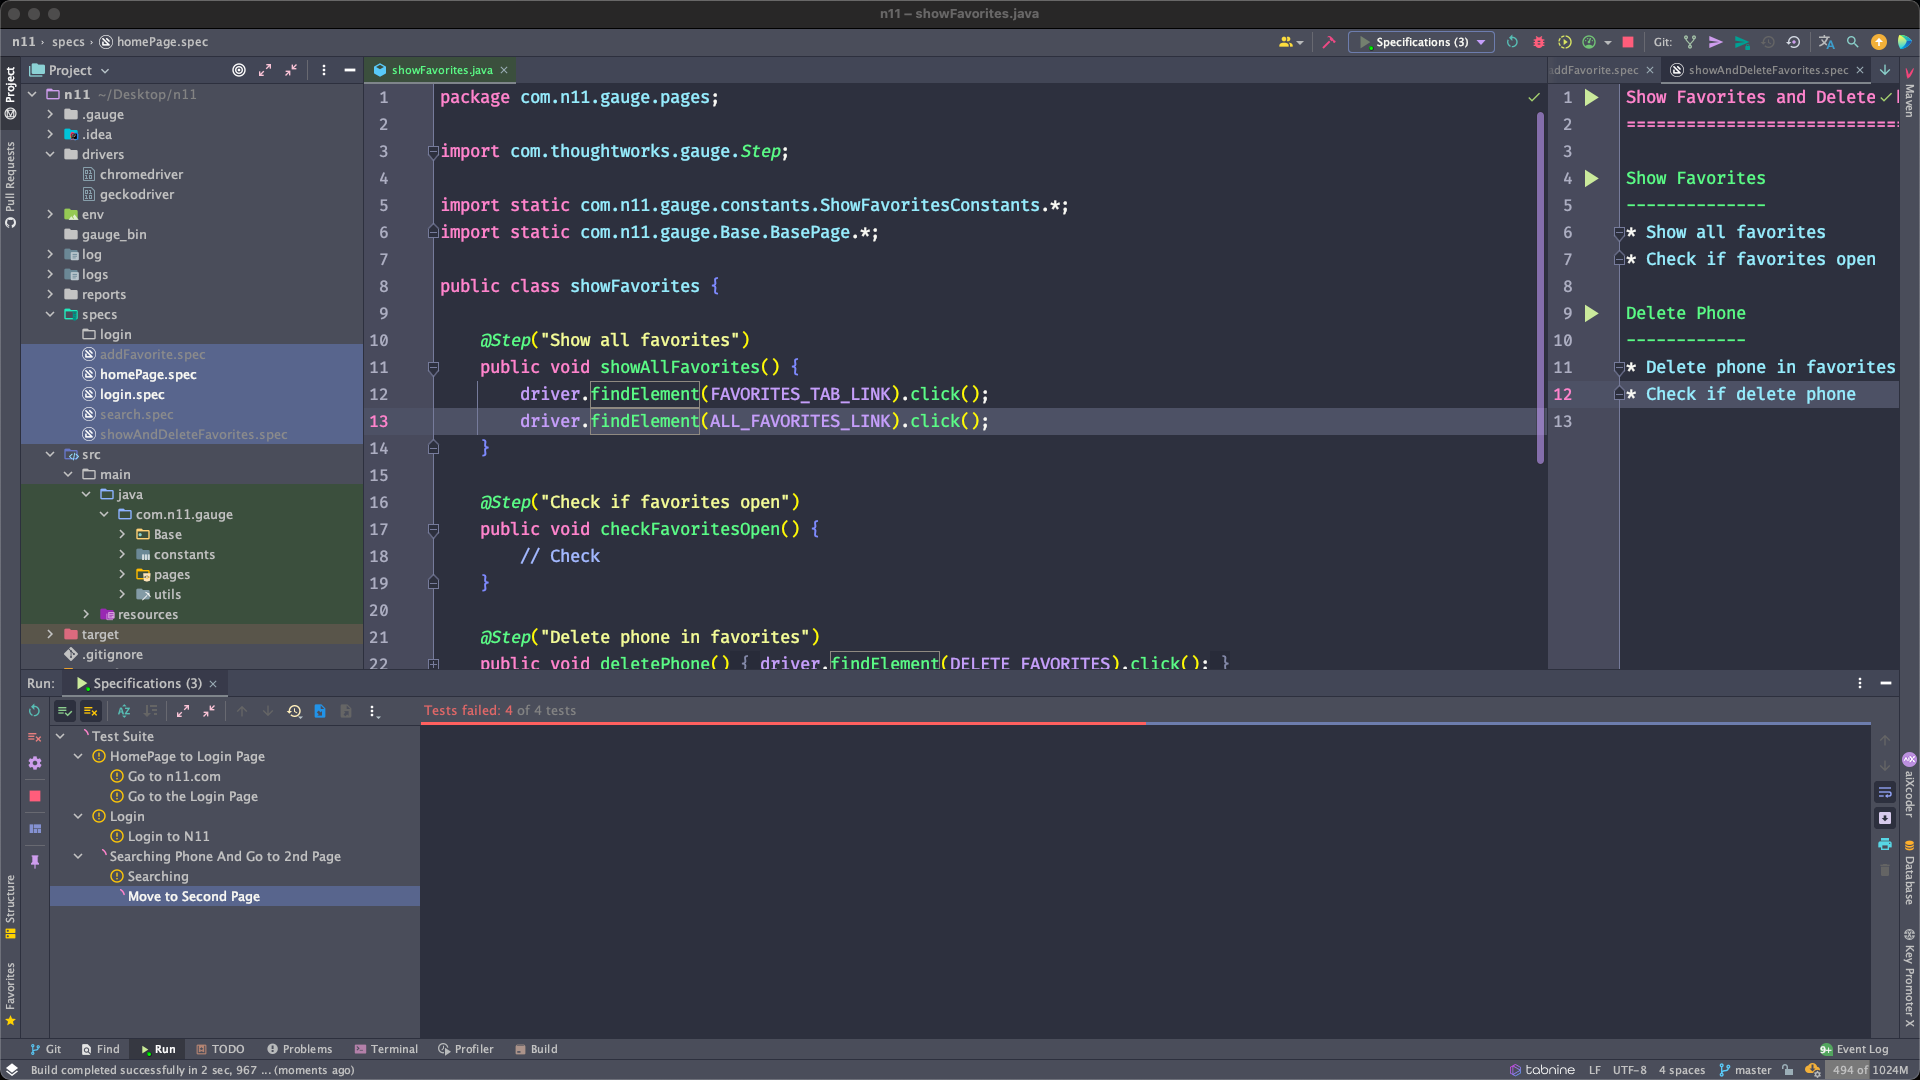 n11 – showFavorites.java
n11 › specs › homePage.spec
Specifications (3)
Git:
Project
showFavorites.java
addFavorite.spec
showAndDeleteFavorites.spec
Project
Pull Requests
Structure
Favorites
n11 ~/Desktop/n11
.gauge
.idea
drivers
chromedriver
geckodriver
env
gauge_bin
log
logs
reports
specs
login
addFavorite.spec
homePage.spec
login.spec
search.spec
showAndDeleteFavorites.spec
src
main
java
com.n11.gauge
Base
constants
pages
utils
resources
target
.gitignore
1 package com.n11.gauge.pages;
2
3 import com.thoughtworks.gauge.Step;
4
5 import static com.n11.gauge.constants.ShowFavoritesConstants.*;
6 import static com.n11.gauge.Base.BasePage.*;
7
8 public class showFavorites {
9
10 @Step("Show all favorites")
11 public void showAllFavorites() {
12 driver.findElement(FAVORITES_TAB_LINK).click();
13 driver.findElement(ALL_FAVORITES_LINK).click();
14 }
15
16 @Step("Check if favorites open")
17 public void checkFavoritesOpen() {
18 // Check
19 }
20
21 @Step("Delete phone in favorites")
22 public void deletePhone() { driver.findElement(DELETE_FAVORITES).click(); }
1 Show Favorites and Delete
2 ===========================
3
4 Show Favorites
5 --------------
6 * Show all favorites
7 * Check if favorites open
8
9 Delete Phone
10 ------------
11 * Delete phone in favorites
12 * Check if delete phone
13
Maven
aiXcoder
Database
Key Promoter X
Run:
Specifications (3)
Tests failed: 4 of 4 tests
Test Suite
HomePage to Login Page
Go to n11.com
Go to the Login Page
Login
Login to N11
Searching Phone And Go to 2nd Page
Searching
Move to Second Page
Git
Find
Run
TODO
Problems
Terminal
Profiler
Build
9+ Event Log
Build completed successfully in 2 sec, 967 ... (moments ago)
tabnine
LF
UTF-8
4 spaces
master
494 of 1024M